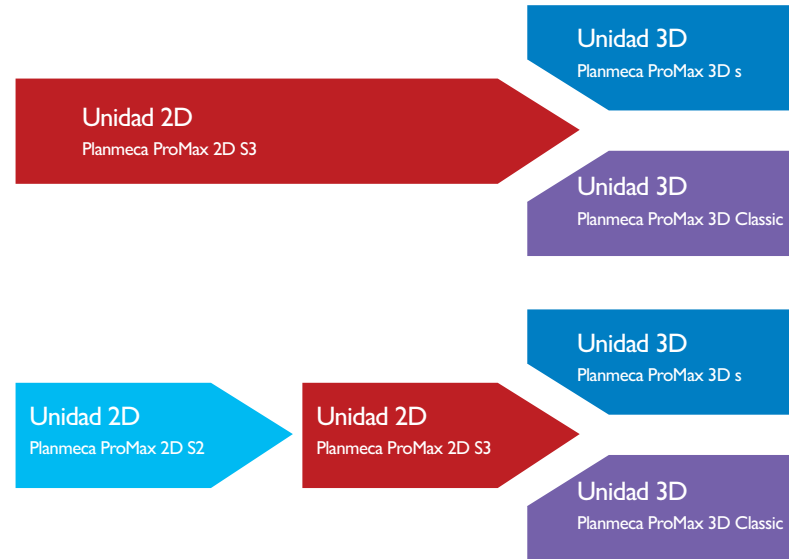 Unidad 3D
Planmeca ProMax 3D s
Unidad 2D
Planmeca ProMax 2D S3
Unidad 3D
Planmeca ProMax 3D Classic
Unidad 3D
Planmeca ProMax 3D s
Unidad 2D
Planmeca ProMax 2D S2
Unidad 2D
Planmeca ProMax 2D S3
Unidad 3D
Planmeca ProMax 3D Classic